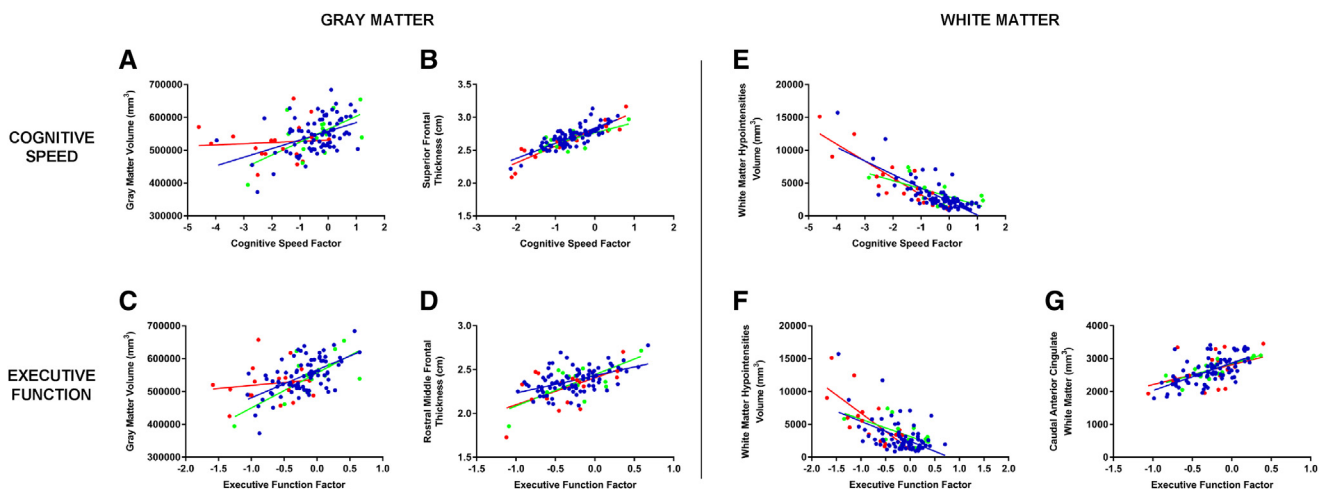 GRAY MATTER
WHITE MATTER
COGNITIVE
SPEED
A
Gray Matter Volume (mm³)
700000
600000
500000
400000
300000
-5 -4 -3 -2 -1 0 1 2
Cognitive Speed Factor
B
Superior Frontal
Thickness (cm)
3.5
3.0
2.5
2.0
1.5
-3 -2 -1 0 1 2
Cognitive Speed Factor
E
White Matter Hypointensities
Volume (mm³)
20000
15000
10000
5000
0
-5 -4 -3 -2 -1 0 1 2
Cognitive Speed Factor
EXECUTIVE
FUNCTION
C
Gray Matter Volume (mm³)
700000
600000
500000
400000
300000
-2.0 -1.5 -1.0 -0.5 0.0 0.5 1.0
Executive Function Factor
D
Rostral Middle Frontal
Thickness (cm)
3.0
2.5
2.0
1.5
-1.5 -1.0 -0.5 0.0 0.5 1.0
Executive Function Factor
F
White Matter Hypointensities
Volume (mm³)
20000
15000
10000
5000
0
-2.0 -1.5 -1.0 -0.5 0.0 0.5 1.0 1.5 2.0
Executive Function Factor
G
Caudal Anterior Cingulate
White Matter
4000
3000
2000
1000
0
-1.5 -1.0 -0.5 0.0 0.5 1.0
Executive Function Factor